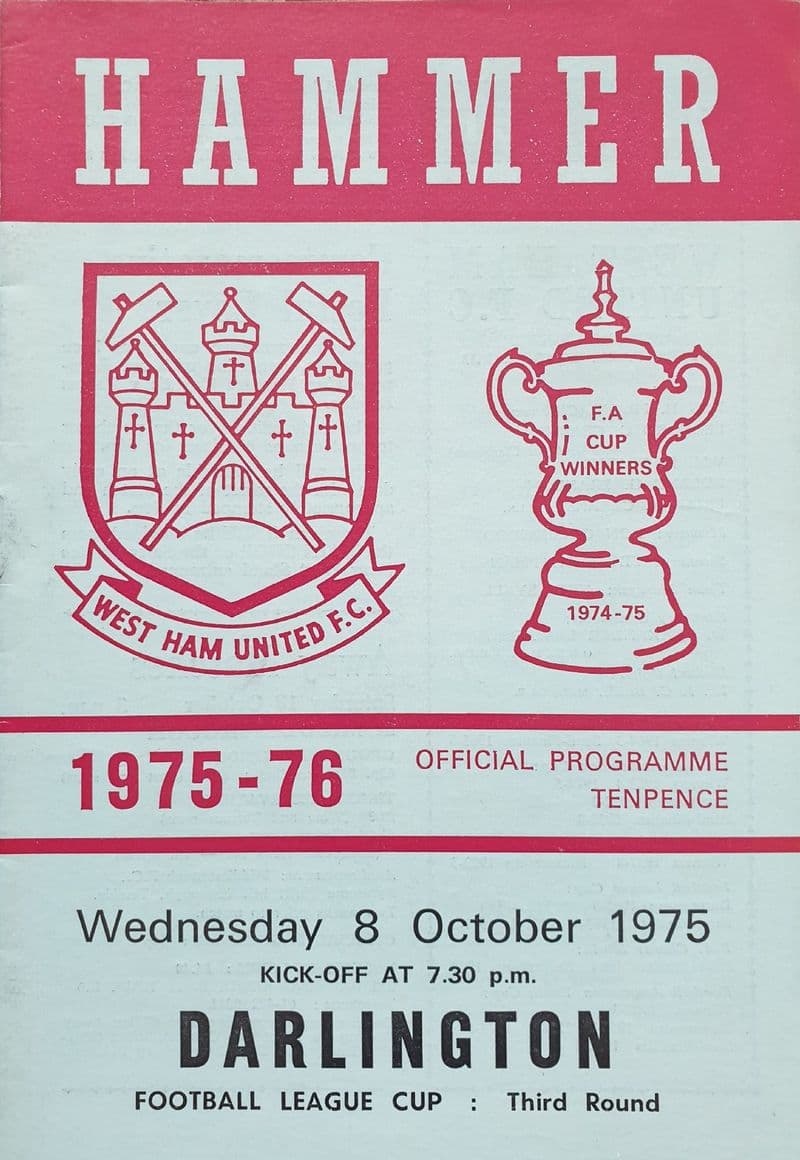 HAMMER
F.A
CUP
WINNERS
1974-75
WEST HAM UNITED F.C.
1975-76
OFFICIAL PROGRAMME
TENPENCE
Wednesday 8 October 1975
KICK-OFF AT 7.30 p.m.
DARLINGTON
FOOTBALL LEAGUE CUP : Third Round